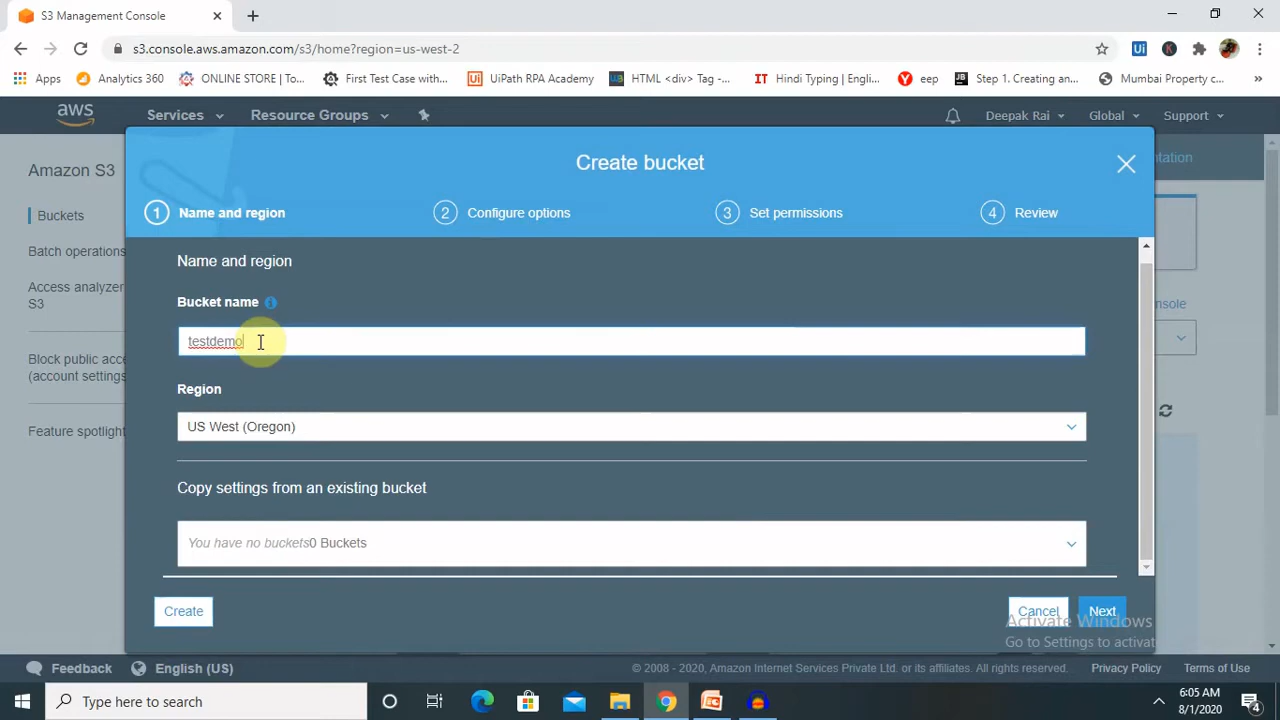 S3 Management Console
s3.console.aws.amazon.com/s3/home?region=us-west-2
Ui
K
Apps
Analytics 360
ONLINE STORE | To...
First Test Case with...
UiPath RPA Academy
HTML <div> Tag -...
IT Hindi Typing | Engli...
eep
Step 1. Creating an...
Mumbai Property c...
»
aws
Services
Resource Groups
Deepak Rai
Global
Support
Amazon S3
Buckets
Batch operations
Access analyzer
S3
Block public acce
(account settings
Feature spotlight
ntation
nsole
Create bucket
1 Name and region
2 Configure options
3 Set permissions
4 Review
Name and region
Bucket name
testdemo
Region
US West (Oregon)
Copy settings from an existing bucket
You have no buckets0 Buckets
Create
Cancel
Next
Activate Windows
Go to Settings to activat
Feedback
English (US)
© 2008 - 2020, Amazon Internet Services Private Ltd. or its affiliates. All rights reserved.
Privacy Policy
Terms of Use
Type here to search
6:05 AM
8/1/2020
4